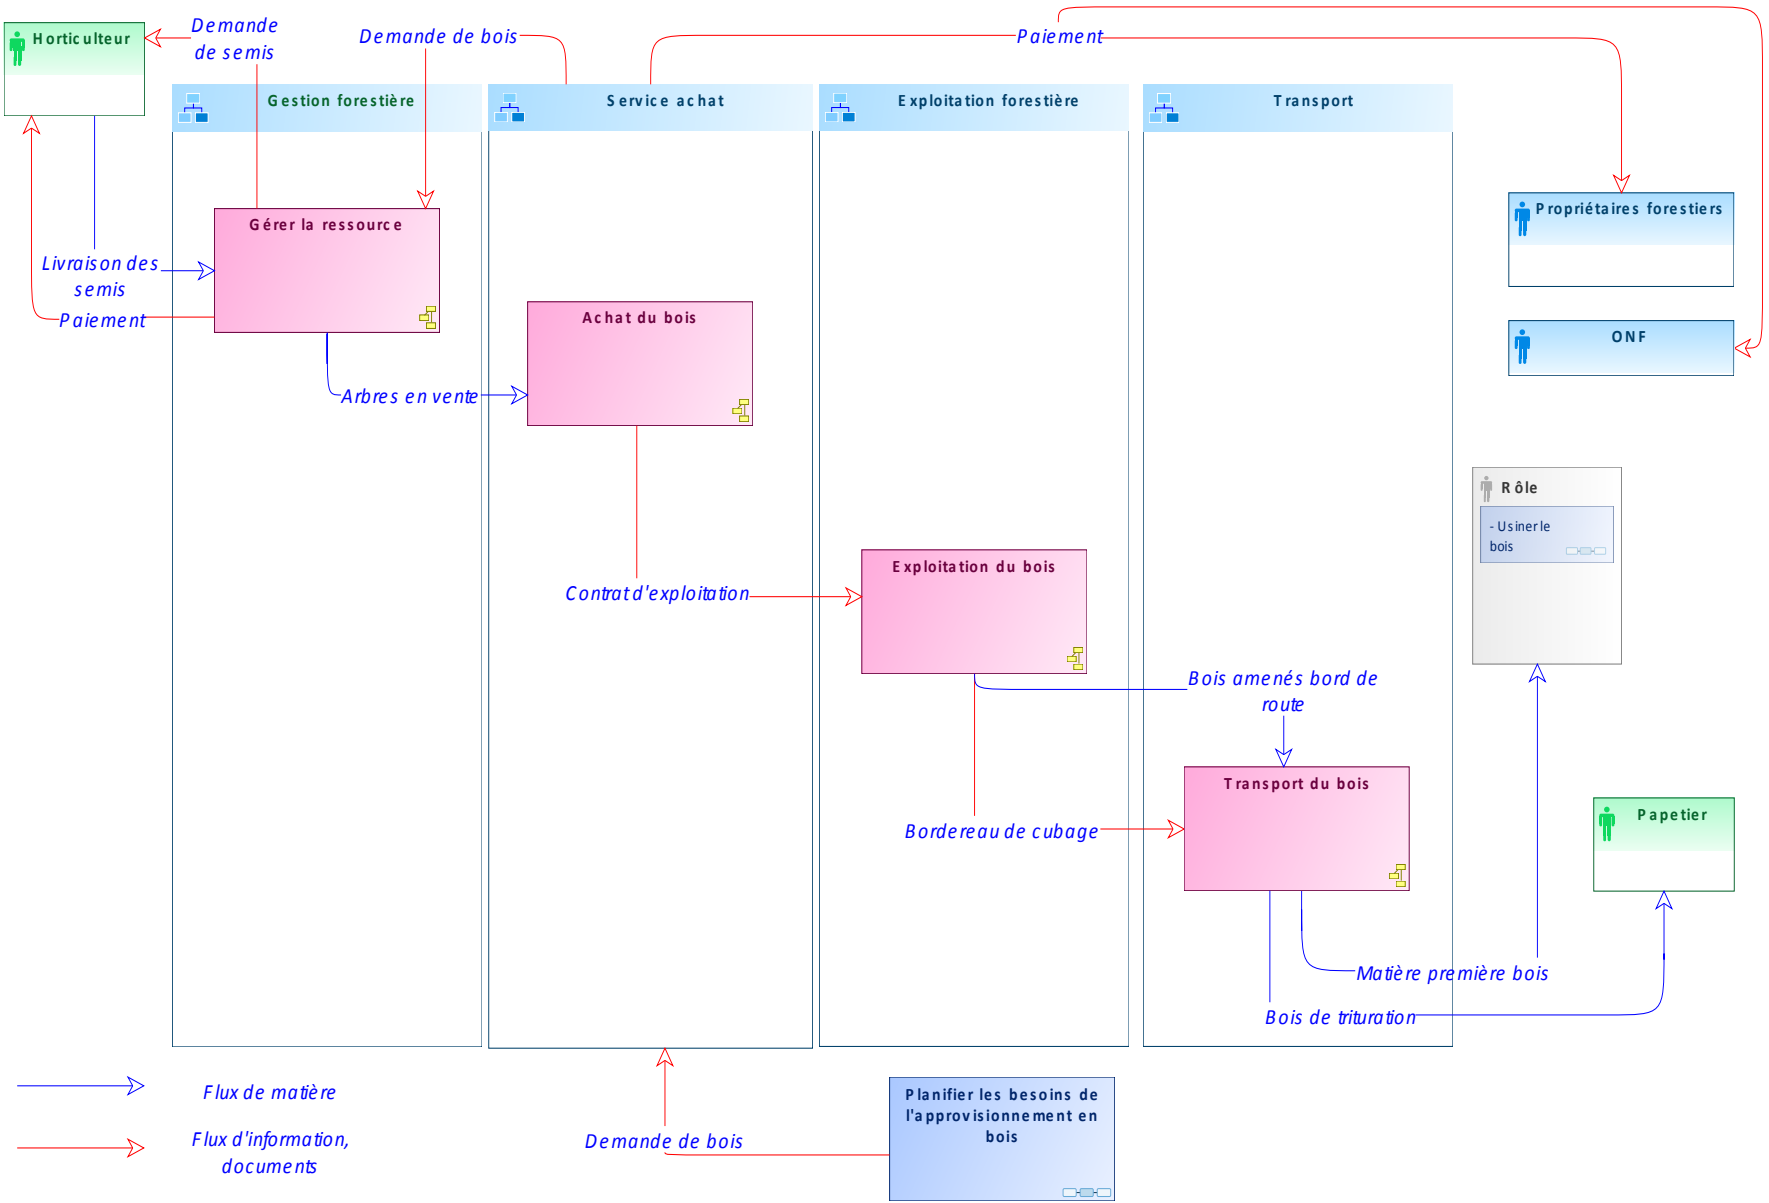 Demande
de semis
Horticulteur
Demande de bois
Paiement
Gestion forestière
Service achat
Exploitation forestière
Transport
Propriétaires forestiers
Gérer la ressource
Livraison des
semis
Paiement
Achat du bois
ONF
Arbres en vente
Rôle
- Usiner le
bois
Exploitation du bois
Contrat d'exploitation
Bois amenés bord de
route
Transport du bois
Bordereau de cubage
Papetier
Matière première bois
Bois de trituration
Flux de matière
Flux d'information,
documents
Demande de bois
Planifier les besoins de
l'approvisionnement en
bois